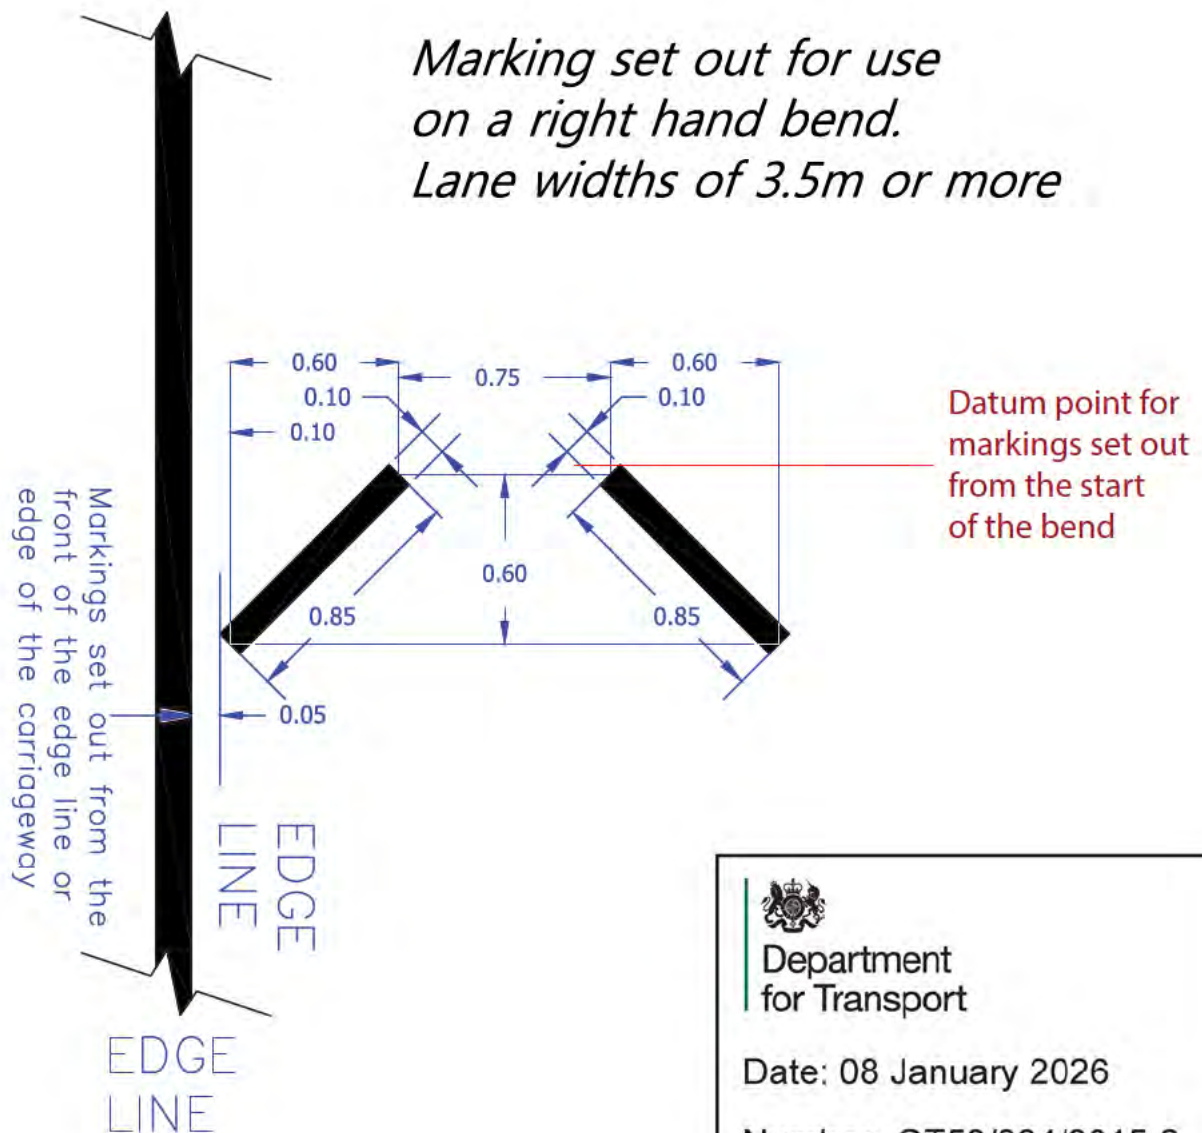 Marking set out for use
on a right hand bend.
Lane widths of 3.5m or more
0.60
0.75
0.60
0.10
0.10
0.10
Datum point for
markings set out
from the start
of the bend
0.60
0.85
0.85
0.05
Markings set out from the
front of the edge line or
edge of the carriageway
EDGE
LINE
EDGE
LINE
Department
for Transport
Date: 08 January 2026